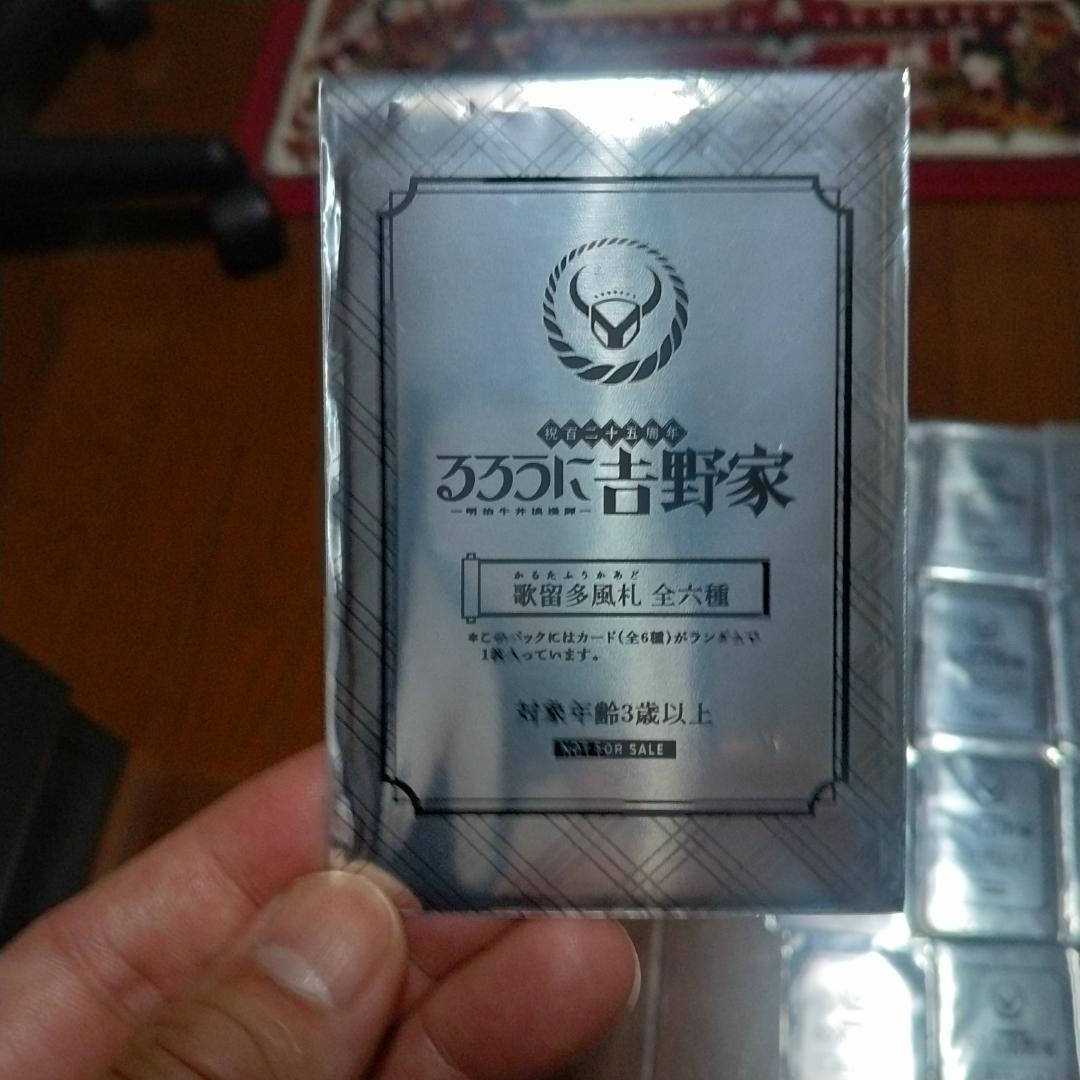 祝百二十五周年
るろうに吉野家
－明治牛丼浪漫譚－
かるたふうかあど
歌留多風札 全六種
*このパックにはカード(全6種)がランダムで
1枚入っています。
対象年齢3歳以上
NOT FOR SALE